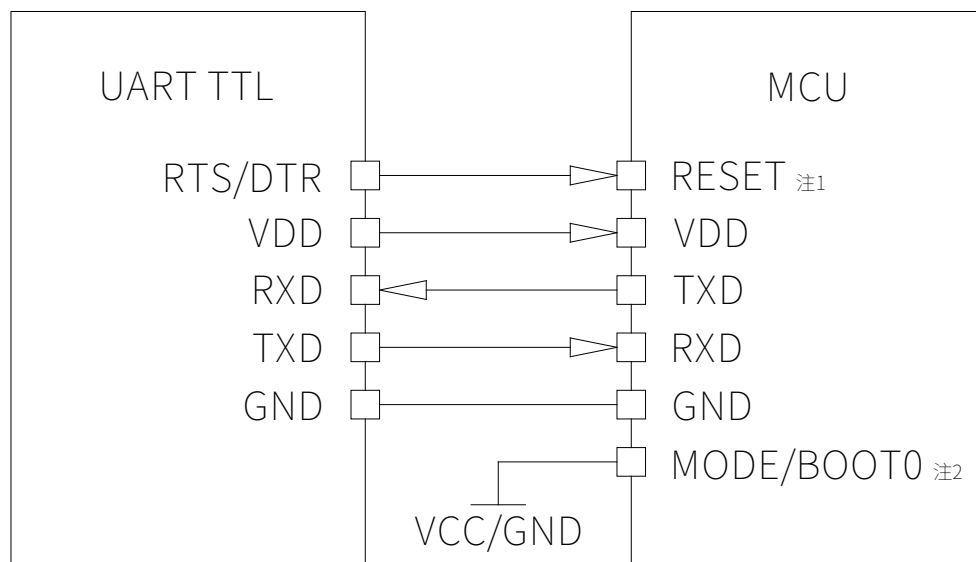 UART TTL
MCU
RTS/DTR
RESET 注1
VDD
VDD
RXD
TXD
TXD
RXD
GND
GND
MODE/BOOT0 注2
VCC/GND